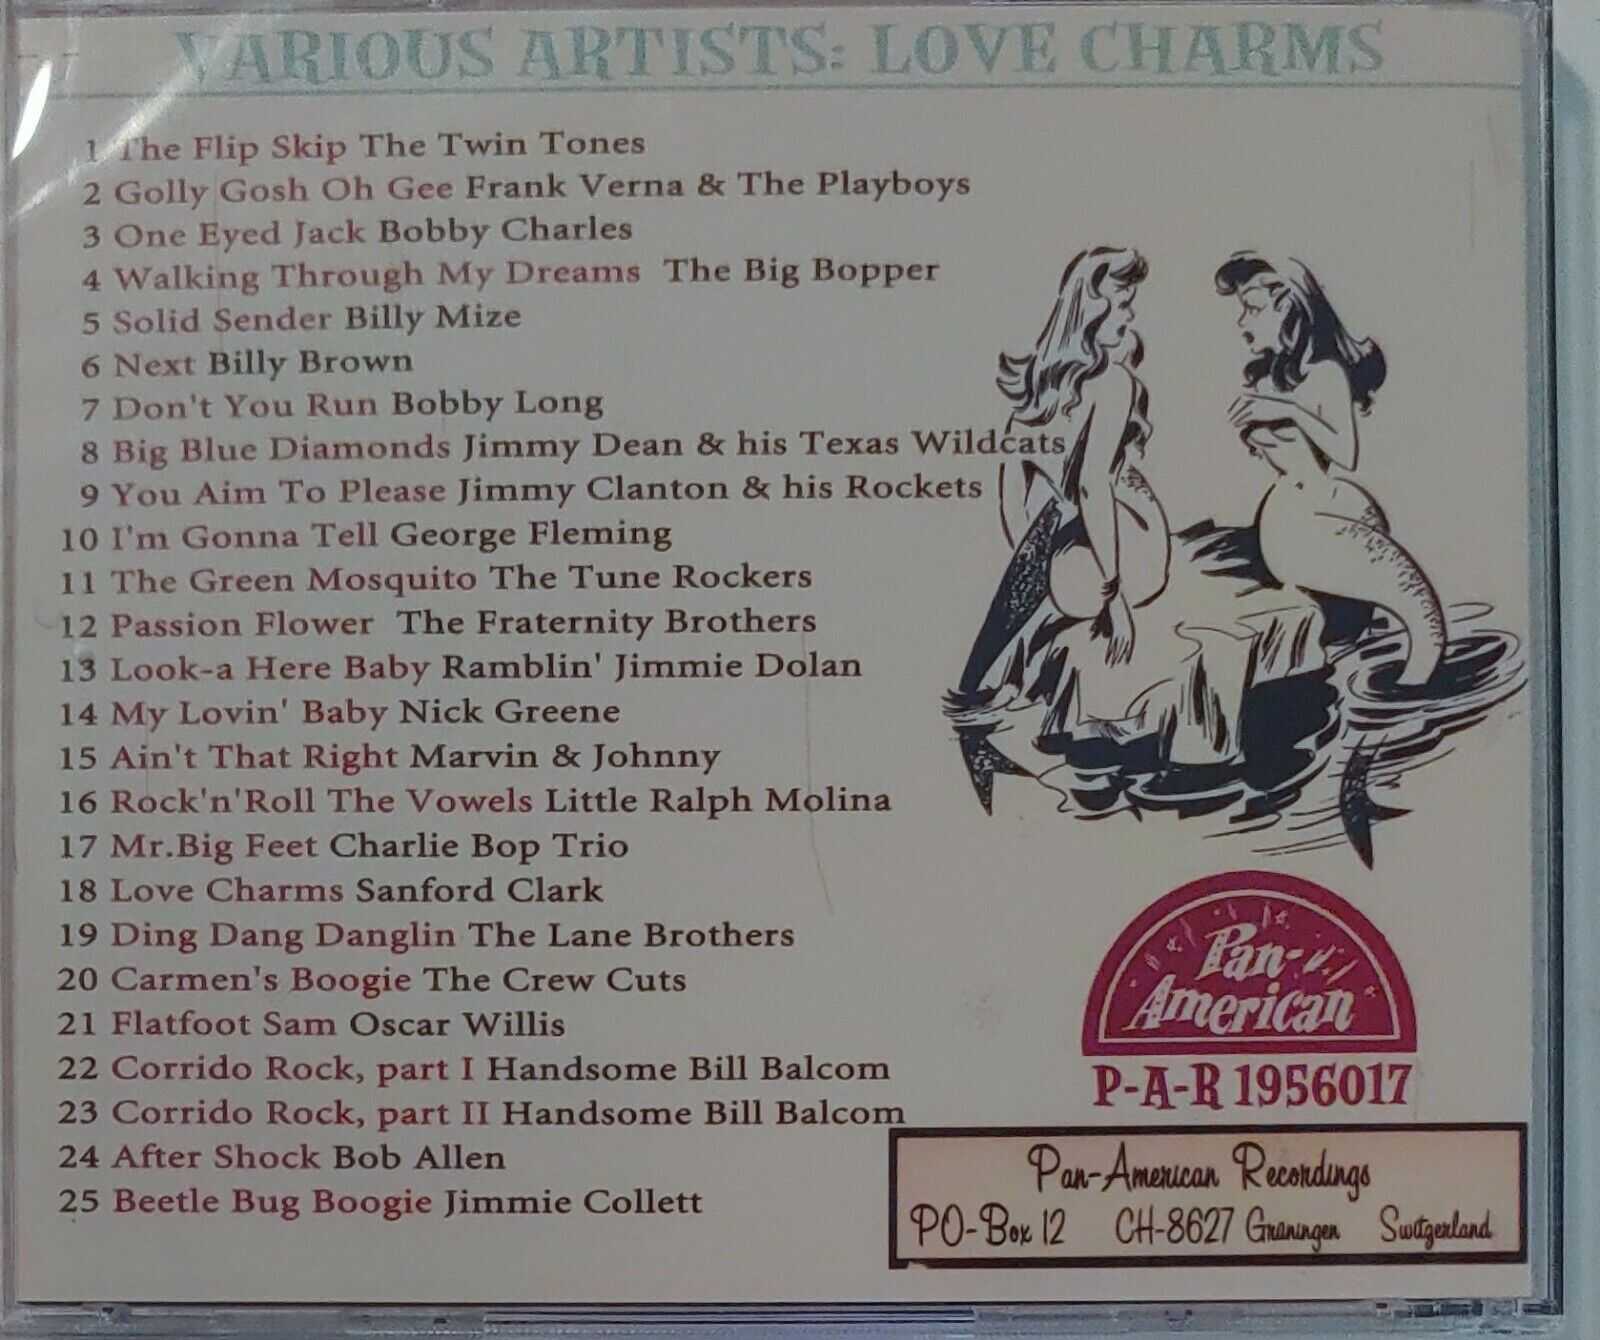 VARIOUS ARTISTS: LOVE CHARMS
1 The Flip Skip The Twin Tones
2 Golly Gosh Oh Gee Frank Verna & The Playboys
3 One Eyed Jack Bobby Charles
4 Walking Through My Dreams The Big Bopper
5 Solid Sender Billy Mize
6 Next Billy Brown
7 Don't You Run Bobby Long
8 Big Blue Diamonds Jimmy Dean & his Texas Wildcats
9 You Aim To Please Jimmy Clanton & his Rockets
10 I'm Gonna Tell George Fleming
11 The Green Mosquito The Tune Rockers
12 Passion Flower The Fraternity Brothers
13 Look-a Here Baby Ramblin' Jimmie Dolan
14 My Lovin' Baby Nick Greene
15 Ain't That Right Marvin & Johnny
16 Rock'n'Roll The Vowels Little Ralph Molina
17 Mr.Big Feet Charlie Bop Trio
18 Love Charms Sanford Clark
19 Ding Dang Danglin The Lane Brothers
20 Carmen's Boogie The Crew Cuts
21 Flatfoot Sam Oscar Willis
22 Corrido Rock, part I Handsome Bill Balcom
23 Corrido Rock, part II Handsome Bill Balcom
24 After Shock Bob Allen
25 Beetle Bug Boogie Jimmie Collett
Pan-
American
P-A-R 1956017
Pan-American Recordings
PO-Box 12 CH-8627 Grüningen Switzerland